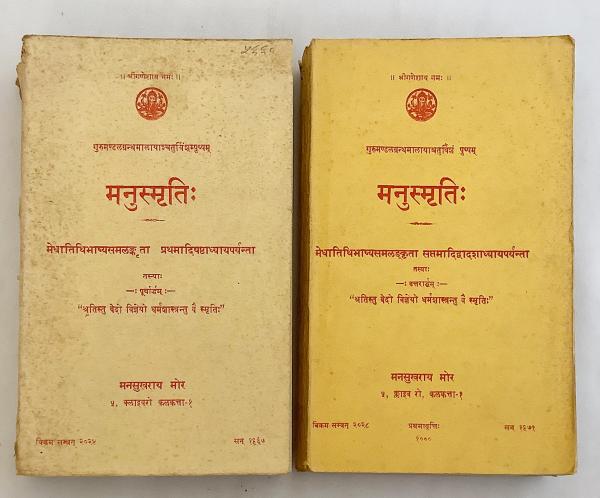 ५६६०
॥ श्रीगणेशाय नमः ॥
गुरुमण्डलग्रन्थमालायाश्चतुर्विंशम्पुष्पम्
मनुस्मृतिः
मेधातिथिभाष्यसमलङ्कृता प्रथमादिषष्ठाध्यायपर्यन्ता
तस्याः
—: पूर्वार्द्धम् :—
“श्रुतिस्तु वेदो विज्ञेयो धर्मशास्त्रन्तु वै स्मृतिः”
मनसुखराय मोर
५, क्लाइवरो कलकत्ता-१
विक्रम सम्वत् २०२४ सन् १९६७
॥ श्रीगणेशाय नमः ॥
गुरुमण्डलग्रन्थमालायाश्चतुर्विंशं पुष्पम्
मनुस्मृतिः
मेधातिथिभाष्यसमलङ्कृता सप्तमादिद्वादशाध्यायपर्यन्ता
तस्याः
—: उत्तरार्द्धम् :—
“श्रुतिस्तु वेदो विज्ञेयो धर्मशास्त्रन्तु वै स्मृतिः”
मनसुखराय मोर
५, क्लाइव रो, कलकत्ता-१
विक्रम सम्वत् २०२८ प्रथमावृत्तिः सन् १९७१
१०००